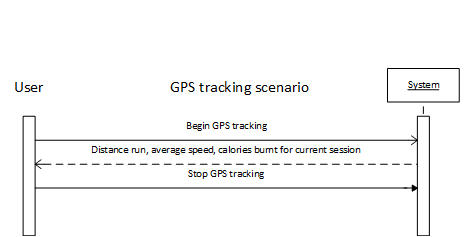 User
GPS tracking scenario
System
Begin GPS tracking
Distance run, average speed, calories burnt for current session
Stop GPS tracking